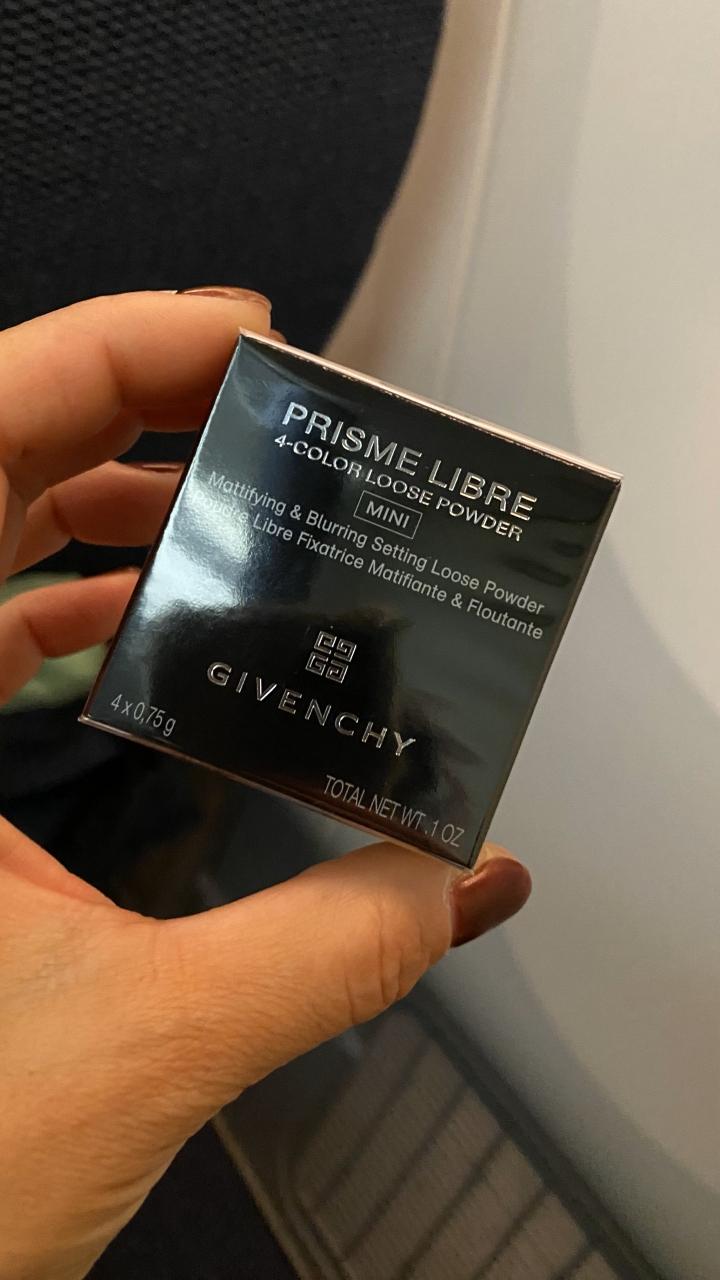 PRISME LIBRE
4-COLOR LOOSE POWDER
MINI
Mattifying & Blurring Setting Loose Powder
Poudre Libre Fixatrice Matifiante & Floutante
GIVENCHY
4 x 0,75 g
TOTAL NET WT .1 OZ